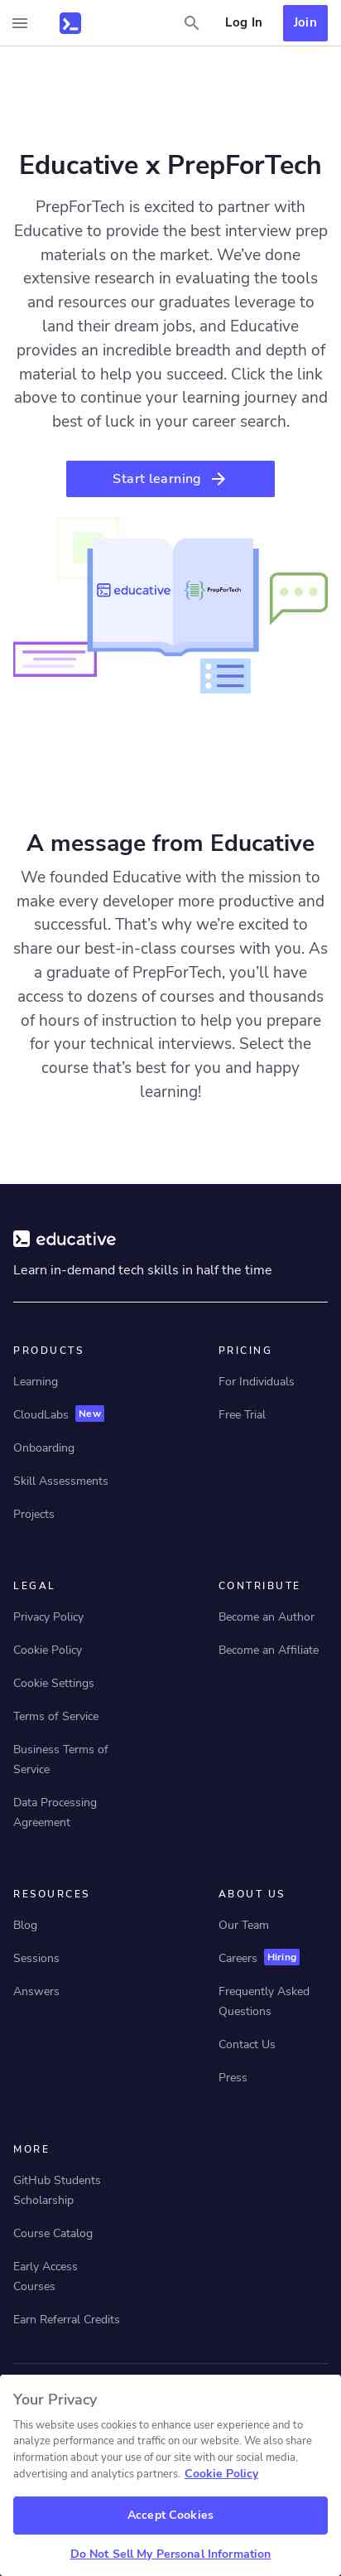 Log In
Join
Educative x PrepForTech
PrepForTech is excited to partner with
Educative to provide the best interview prep
materials on the market. We’ve done
extensive research in evaluating the tools
and resources our graduates leverage to
land their dream jobs, and Educative
provides an incredible breadth and depth of
material to help you succeed. Click the link
above to continue your learning journey and
best of luck in your career search.
Start learning
educative
PrepForTech
A message from Educative
We founded Educative with the mission to
make every developer more productive and
successful. That’s why we’re excited to
share our best-in-class courses with you. As
a graduate of PrepForTech, you’ll have
access to dozens of courses and thousands
of hours of instruction to help you prepare
for your technical interviews. Select the
course that’s best for you and happy
learning!
educative
Learn in-demand tech skills in half the time
PRODUCTS
Learning
CloudLabs New
Onboarding
Skill Assessments
Projects
PRICING
For Individuals
Free Trial
LEGAL
Privacy Policy
Cookie Policy
Cookie Settings
Terms of Service
Business Terms of
Service
Data Processing
Agreement
CONTRIBUTE
Become an Author
Become an Affiliate
RESOURCES
Blog
Sessions
Answers
ABOUT US
Our Team
Careers Hiring
Frequently Asked
Questions
Contact Us
Press
MORE
GitHub Students
Scholarship
Course Catalog
Early Access
Courses
Earn Referral Credits
Your Privacy
This website uses cookies to enhance user experience and to
analyze performance and traffic on our website. We also share
information about your use of our site with our social media,
advertising and analytics partners. Cookie Policy
Accept Cookies
Do Not Sell My Personal Information